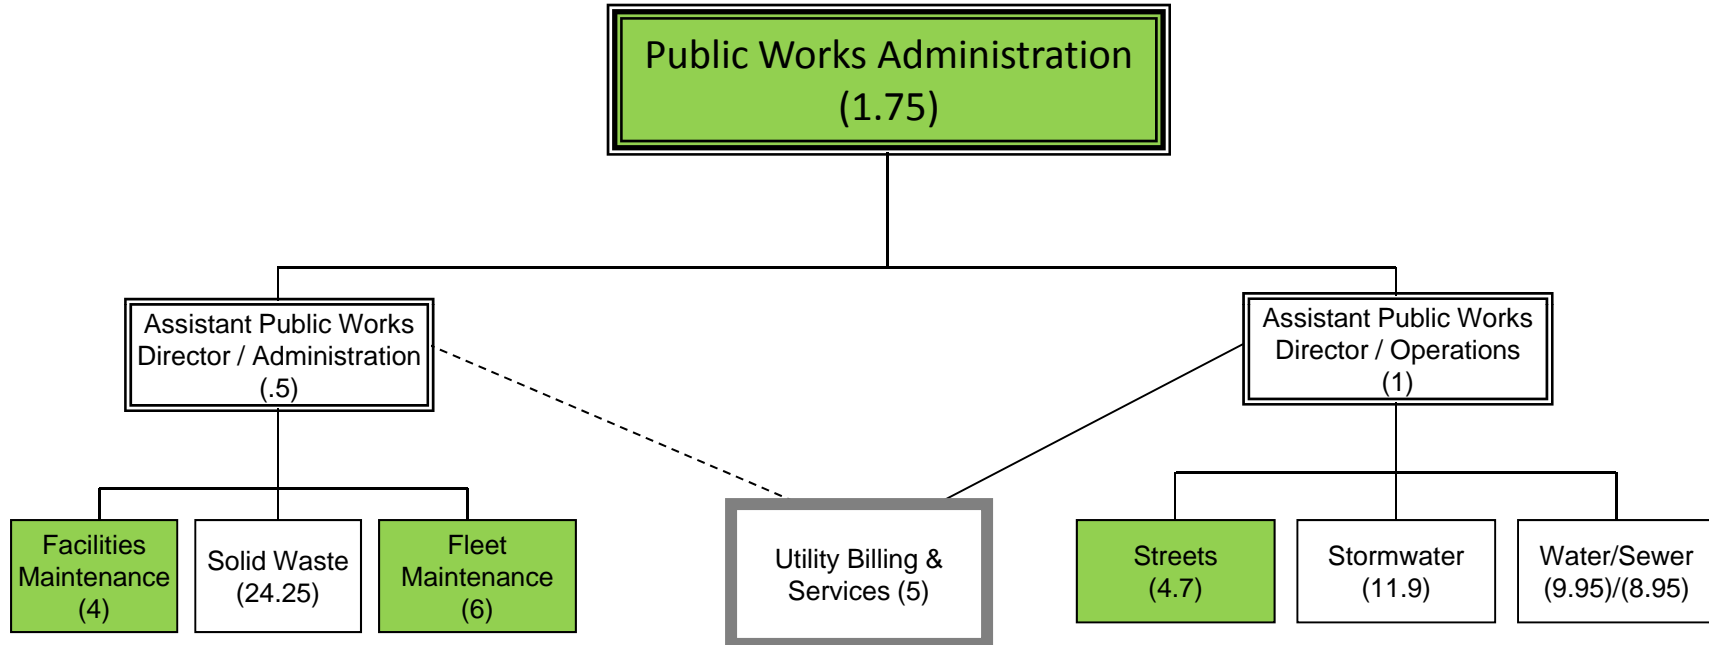 Public Works Administration
(1.75)
Assistant Public Works
Director / Administration
(.5)
Assistant Public Works
Director / Operations
(1)
Facilities
Maintenance
(4)
Solid Waste
(24.25)
Fleet
Maintenance
(6)
Utility Billing &
Services (5)
Streets
(4.7)
Stormwater
(11.9)
Water/Sewer
(9.95)/(8.95)